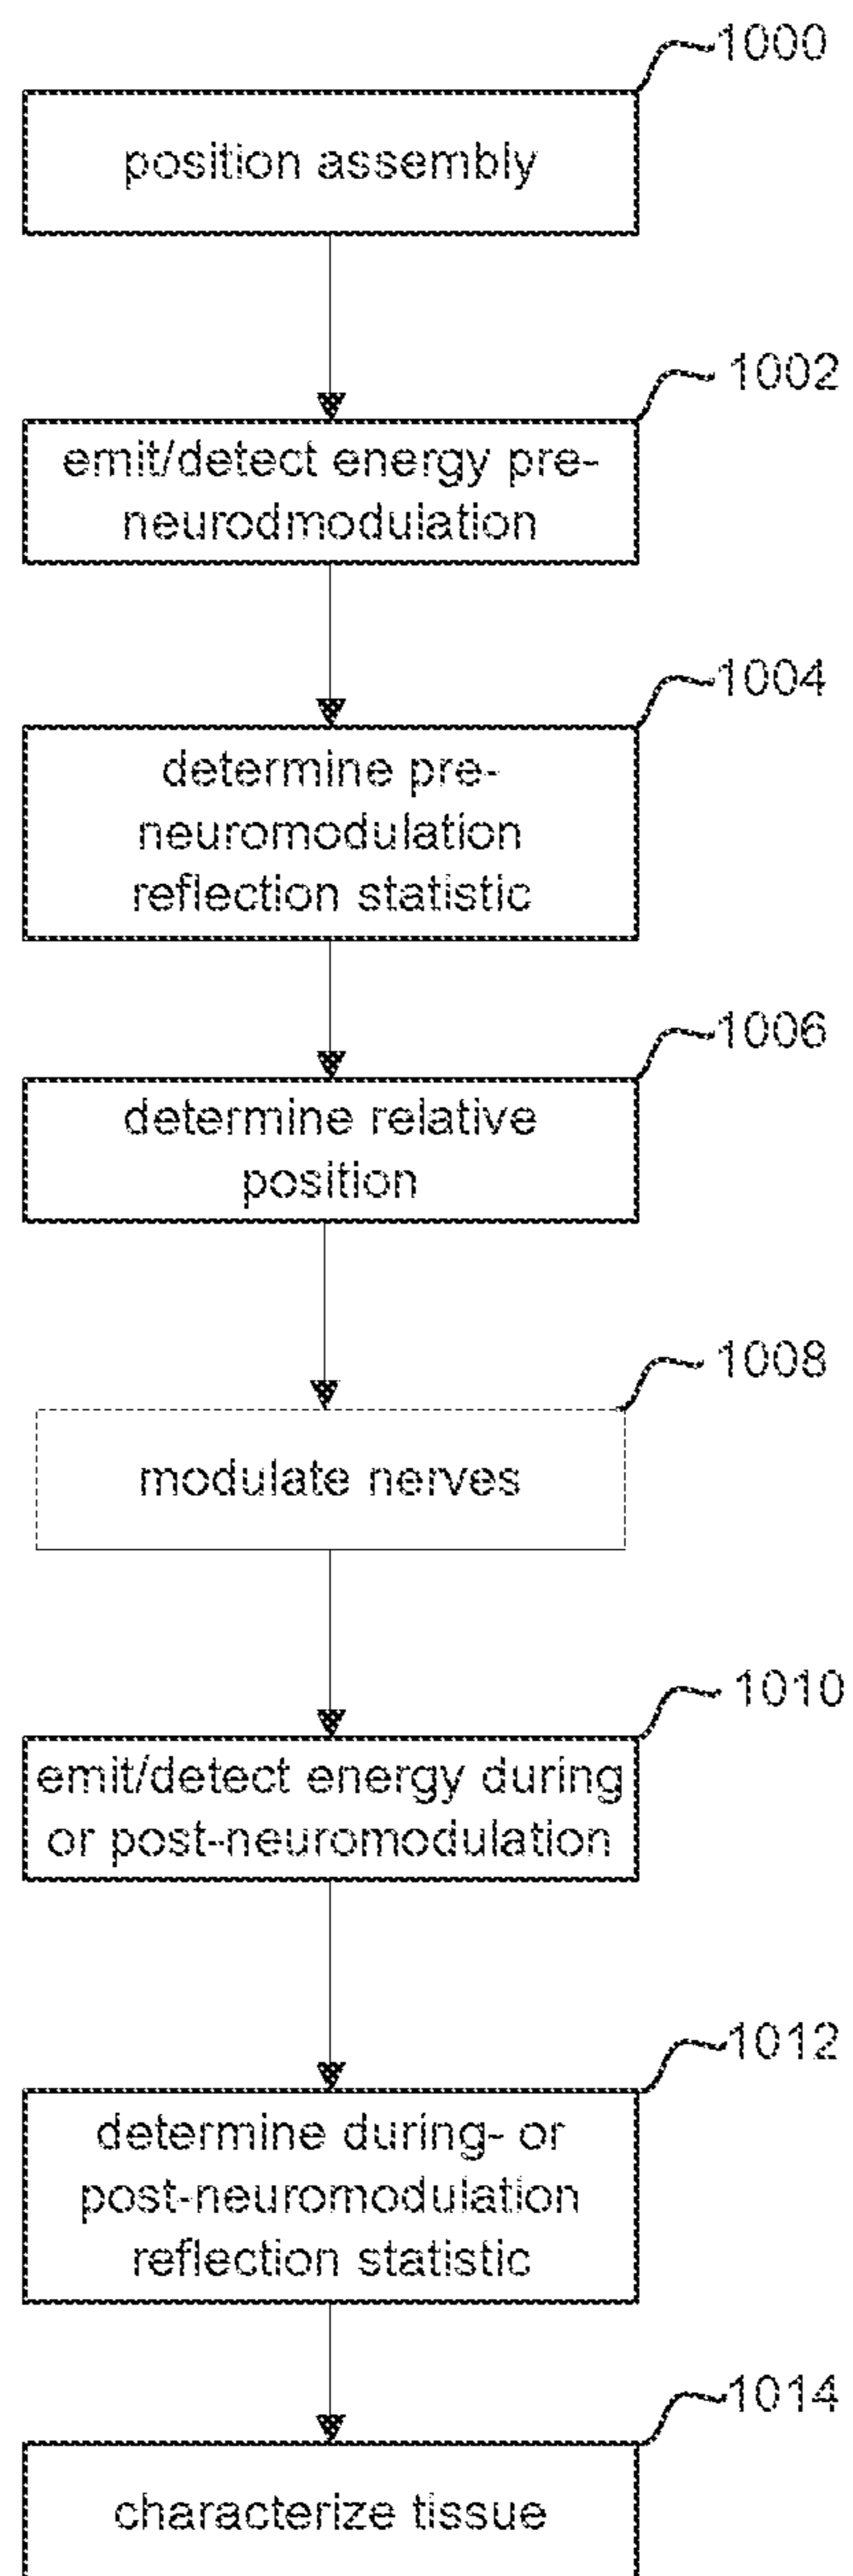 1000
position assembly
1002
emit/detect energy pre-
neurodmodulation
1004
determine pre-
neuromodulation
reflection statistic
1006
determine relative
position
1008
modulate nerves
1010
emit/detect energy during
or post-neuromodulation
1012
determine during- or
post-neuromodulation
reflection statistic
1014
characterize tissue